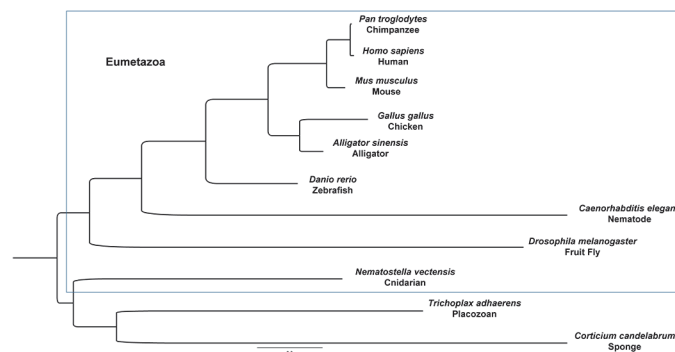 Pan troglodytes
Chimpanzee
Eumetazoa
Homo sapiens
Human
Mus musculus
Mouse
Gallus gallus
Chicken
Alligator sinensis
Alligator
Danio rerio
Zebrafish
Caenorhabditis elegan
Nematode
Drosophila melanogaster
Fruit Fly
Nematostella vectensis
Cnidarian
Trichoplax adhaerens
Placozoan
Corticium candelabrum
Sponge